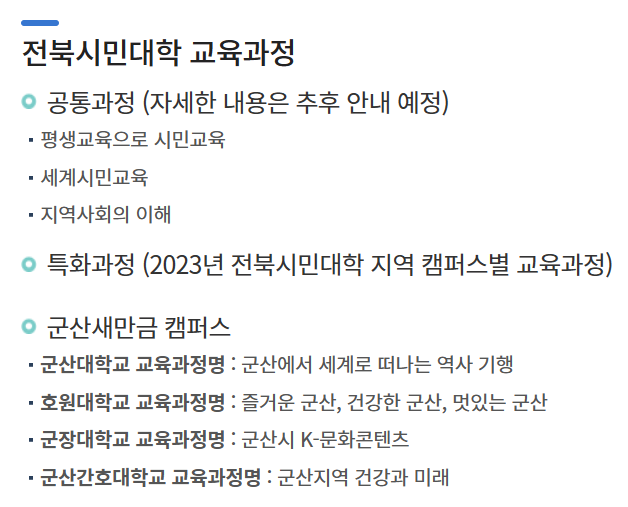 전북시민대학 교육과정
공통과정 (자세한 내용은 추후 안내 예정)
평생교육으로 시민교육
세계시민교육
지역사회의 이해
특화과정 (2023년 전북시민대학 지역 캠퍼스별 교육과정)
군산새만금 캠퍼스
군산대학교 교육과정명 : 군산에서 세계로 떠나는 역사 기행
호원대학교 교육과정명 : 즐거운 군산, 건강한 군산, 멋있는 군산
군장대학교 교육과정명 : 군산시 K-문화콘텐츠
군산간호대학교 교육과정명 : 군산지역 건강과 미래